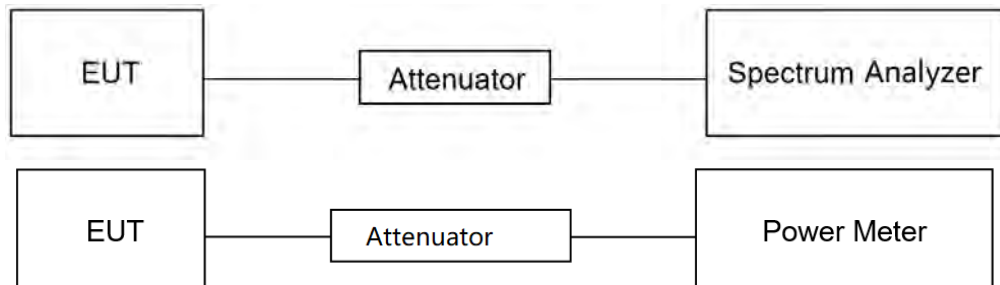 EUT
Attenuator
Spectrum Analyzer
EUT
Attenuator
Power Meter